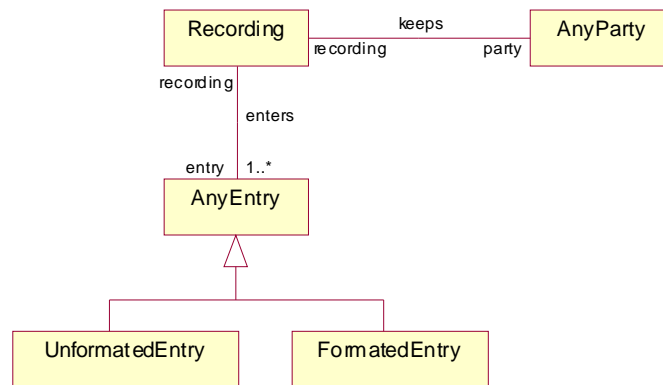 Recording
keeps
AnyParty
recording
party
recording
enters
entry
1..*
AnyEntry
UnformatedEntry
FormatedEntry